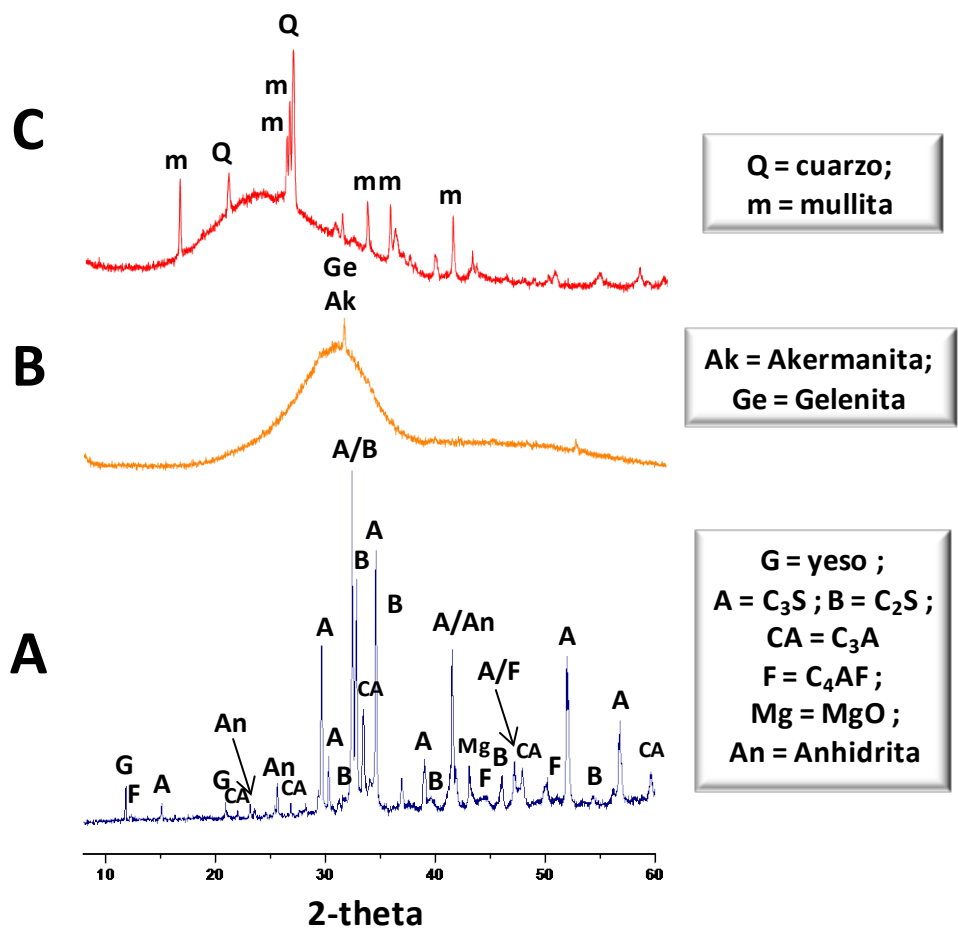 C
Q
m
m
m
Q
m
m
m
Q = cuarzo;
m = mullita
B
Ge
Ak
Ak = Akermanita;
Ge = Gelenita
A
A/B
A
B
B
A
A/An
A
A/F
CA
An
A
A
Mg
B
CA
CA
G
F
A
G
CA
An
CA
A
B
B
F
F
B
G = yeso ;
A = C₃S ; B = C₂S ;
CA = C₃A
F = C₄AF ;
Mg = MgO ;
An = Anhidrita
10 20 30 40 50 60
2-theta